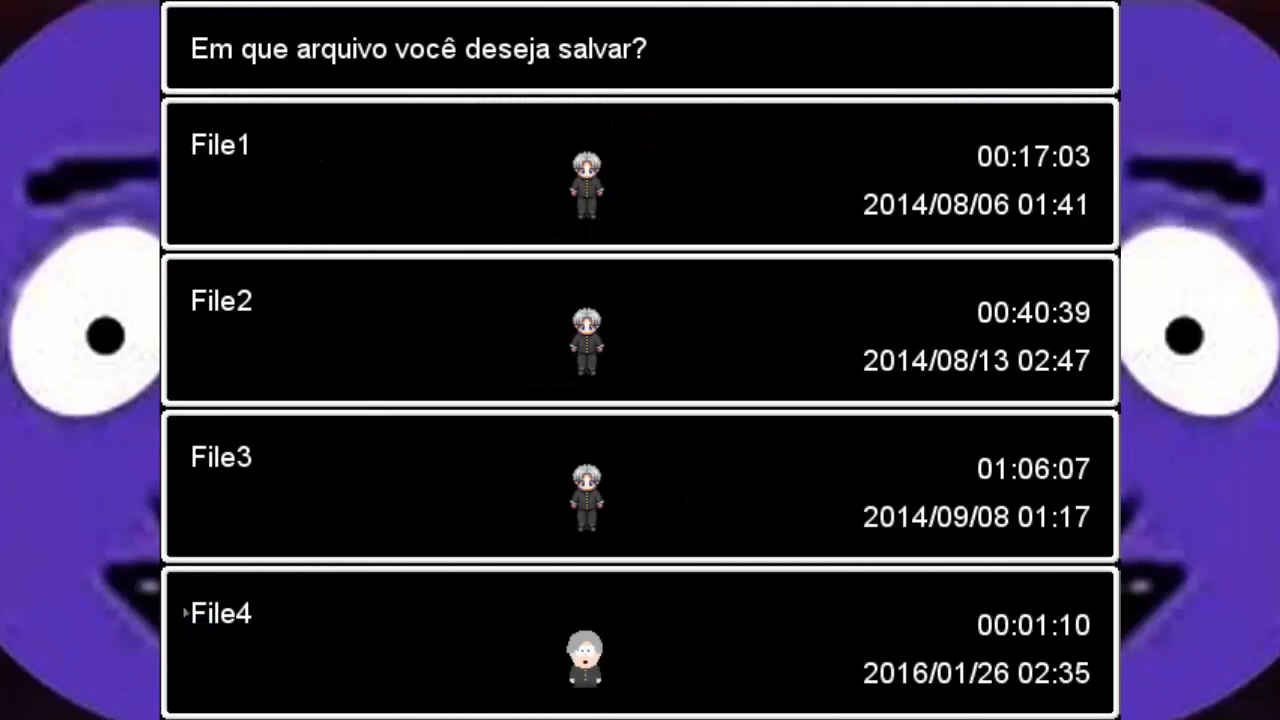 Em que arquivo você deseja salvar?
File1
00:17:03
2014/08/06 01:41
File2
00:40:39
2014/08/13 02:47
File3
01:06:07
2014/09/08 01:17
File4
00:01:10
2016/01/26 02:35